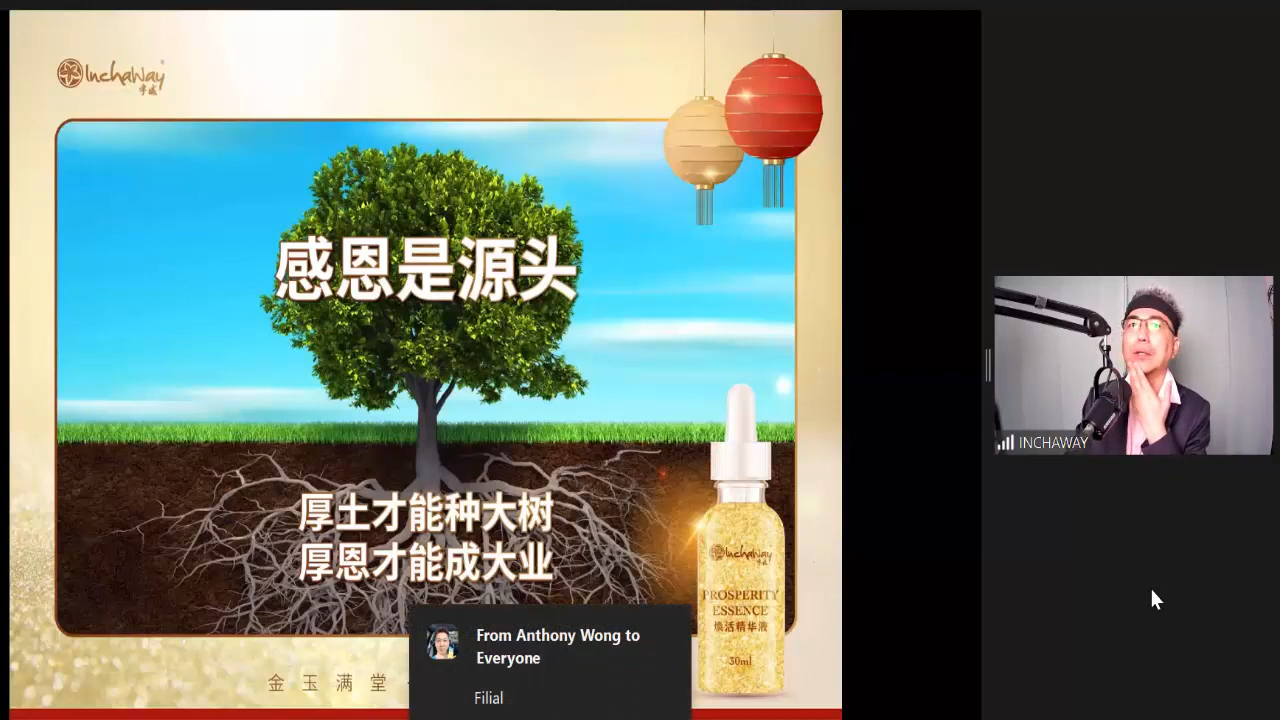 InchaWay
宇成
感恩是源头
厚土才能种大树
厚恩才能成大业
InchaWay
PROSPERITY
ESSENCE
焕活精华液
30ml
金玉满堂
From Anthony Wong to
Everyone
Filial
INCHAWAY